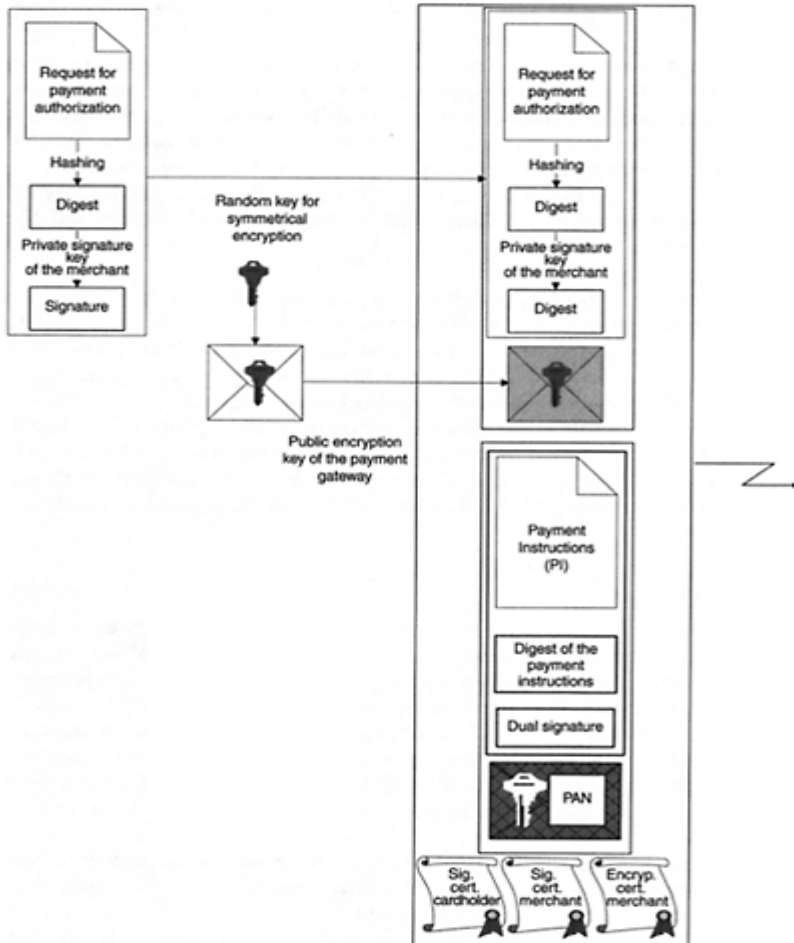 Request for
payment
authorization
Hashing
Digest
Private signature
key
of the merchant
Signature
Random key for
symmetrical
encryption
Public encryption
key of the payment
gateway
Request for
payment
authorization
Hashing
Digest
Private signature
key
of the merchant
Digest
Payment
Instructions
(PI)
Digest of the
payment
instructions
Dual signature
PAN
Sig.
cert.
cardholder
Sig.
cert.
merchant
Encryp.
cert.
merchant